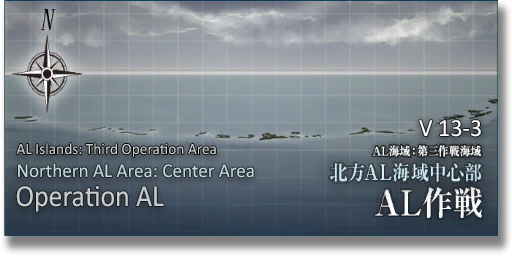 N
V 13-3
AL Islands: Third Operation Area
AL海域：第三作戦海域
Northern AL Area: Center Area
北方AL海域中心部
Operation AL
AL作戦